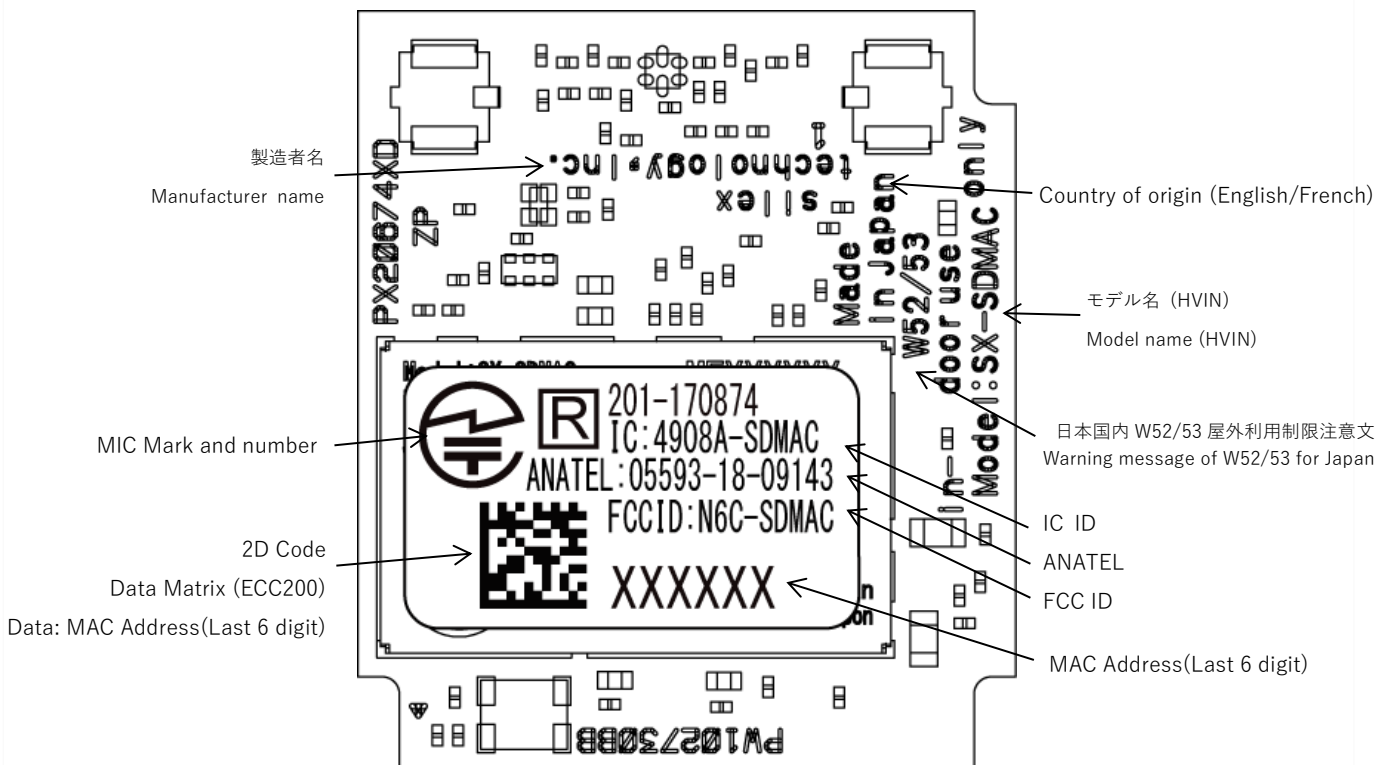 製造者名
Manufacturer name
technology, Inc.
silex
PX20674XD
7P
Made
in Japan
W52/53
in-door use only
Model:SX-SDMAC
Country of origin (English/French)
モデル名 (HVIN)
Model name (HVIN)
日本国内 W52/53 屋外利用制限注意文
Warning message of W52/53 for Japan
MIC Mark and number
R
201-170874
IC:4908A-SDMAC
ANATEL:05593-18-09143
FCCID:N6C-SDMAC
XXXXXX
2D Code
Data Matrix (ECC200)
Data: MAC Address(Last 6 digit)
IC ID
ANATEL
FCC ID
MAC Address(Last 6 digit)
PW102730BB